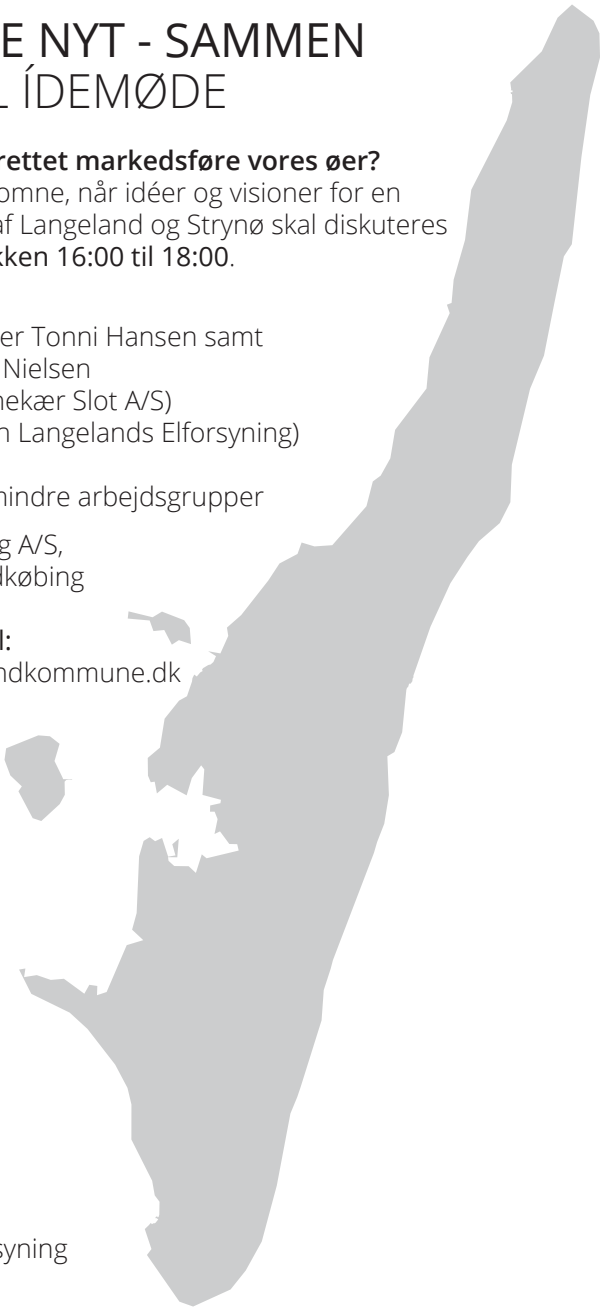 E NYT - SAMMEN
L ÍDEMØDE
rettet markedsføre vores øer?
omne, når idéer og visioner for en
af Langeland og Strynø skal diskuteres
kken 16:00 til 18:00.
er Tonni Hansen samt
Nielsen
nekær Slot A/S)
n Langelands Elforsyning)
mindre arbejdsgrupper
g A/S,
dkøbing
l:
ndkommune.dk
syning